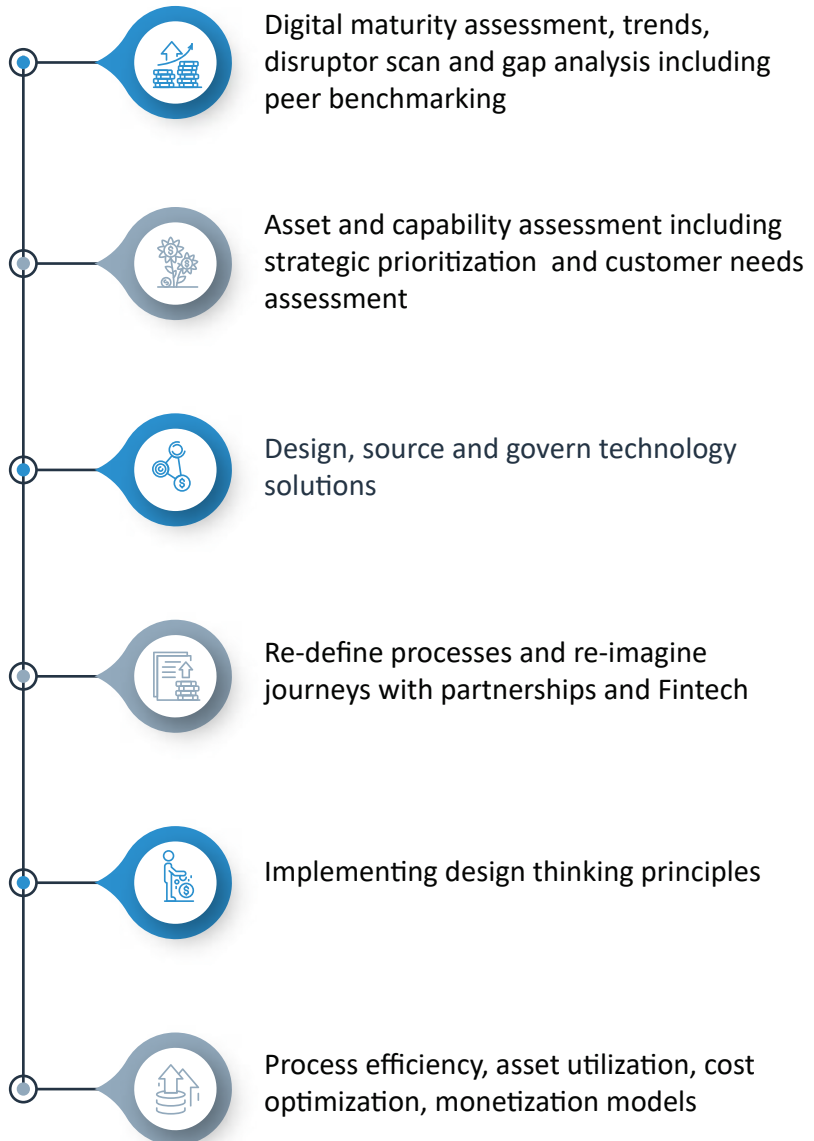 Digital maturity assessment, trends,
disruptor scan and gap analysis including
peer benchmarking
Asset and capability assessment including
strategic prioritization  and customer needs
assessment
Design, source and govern technology
solutions
Re-define processes and re-imagine
journeys with partnerships and Fintech
Implementing design thinking principles
Process efficiency, asset utilization, cost
optimization, monetization models